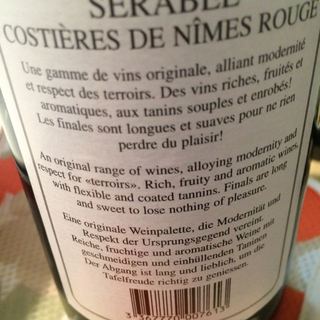 SERABEL
COSTIÈRES DE NÎMES ROUGE
Une gamme de vins originale, alliant modernité
et respect des terroirs. Des vins riches, fruités et
aromatiques, aux tanins souples et enrobés!
Les finales sont longues et suaves pour ne rien
perdre du plaisir!
An original range of wines, alloying modernity and
respect for «terroirs». Rich, fruity and aromatic wines,
with flexible and coated tannins. Finals are long
and sweet to lose nothing of pleasure.
Eine originale Weinpalette, die Modernität und
Respekt der Ursprungsgegend vereint.
Reiche, fruchtige und aromatische Weine mit
geschmeidigen und einhüllenden Tanninen
Der Abgang ist lang und lieblich, um die
Tafelfreude richtig zu geniessen.